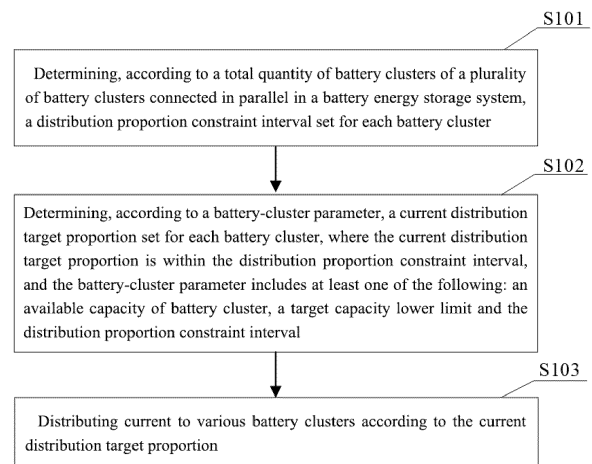 S101
Determining, according to a total quantity of battery clusters of a plurality
of battery clusters connected in parallel in a battery energy storage system,
a distribution proportion constraint interval set for each battery cluster
S102
Determining, according to a battery-cluster parameter, a current distribution
target proportion set for each battery cluster, where the current distribution
target proportion is within the distribution proportion constraint interval,
and the battery-cluster parameter includes at least one of the following: an
available capacity of battery cluster, a target capacity lower limit and the
distribution proportion constraint interval
S103
Distributing current to various battery clusters according to the current
distribution target proportion